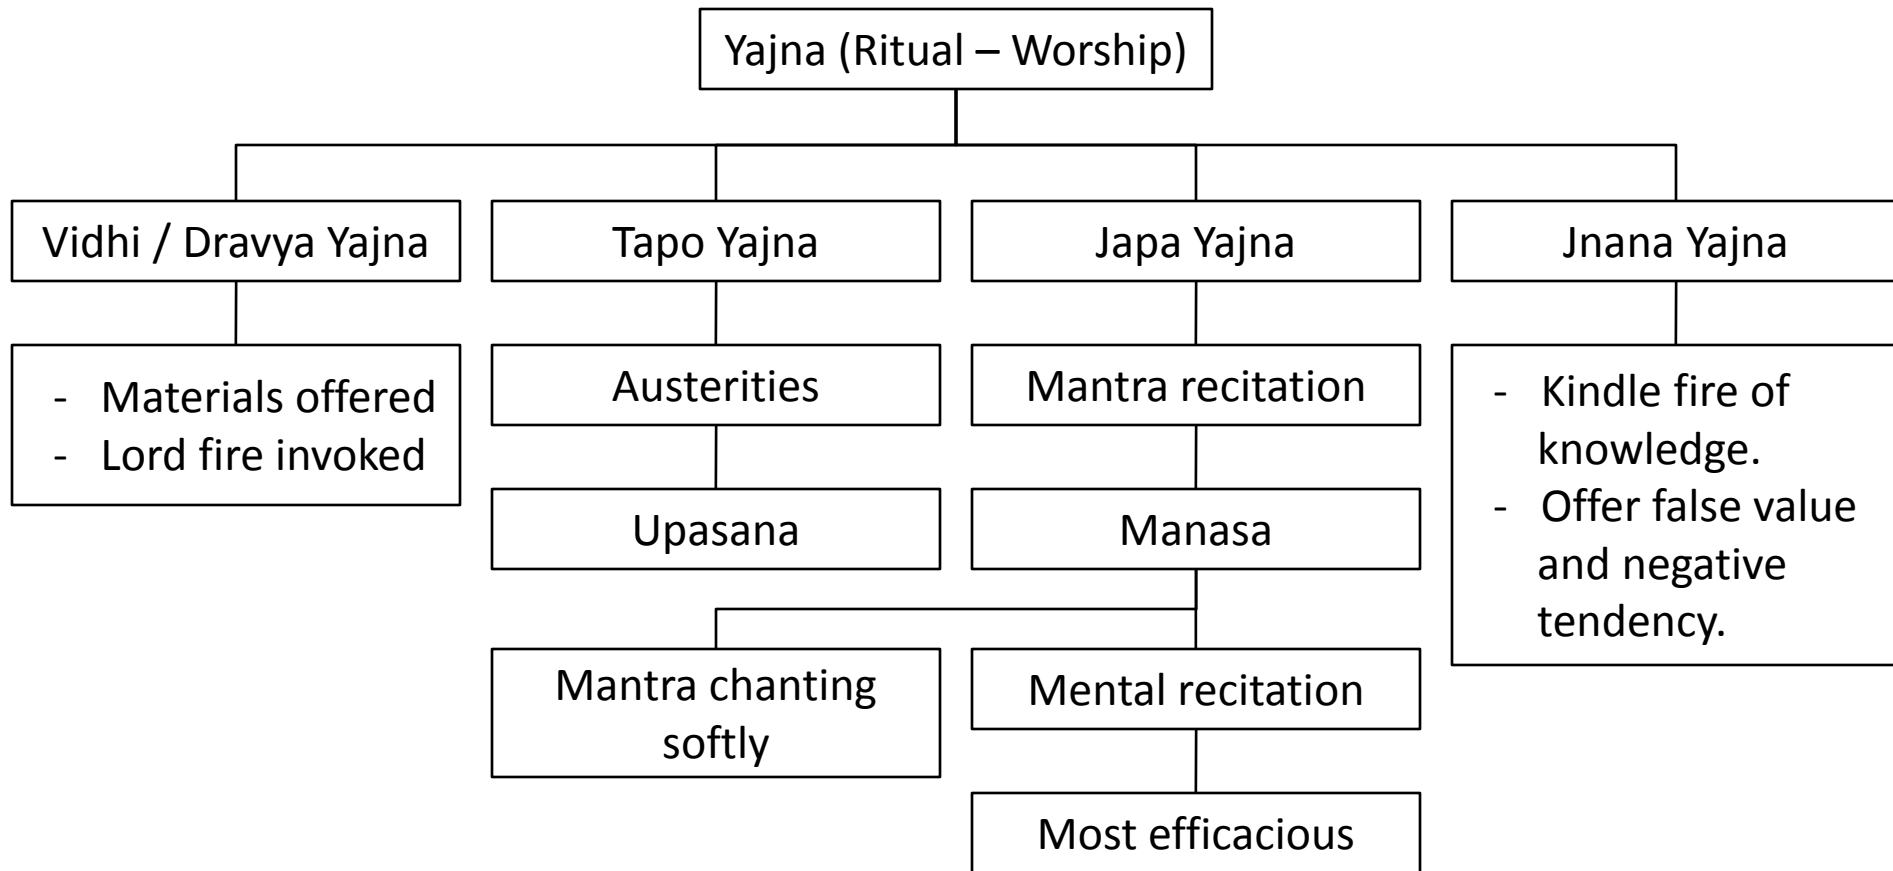 Yajna (Ritual – Worship)
Vidhi / Dravya Yajna
Tapo Yajna
Japa Yajna
Jnana Yajna
- Materials offered
- Lord fire invoked
Austerities
Mantra recitation
- Kindle fire of
knowledge.
- Offer false value
and negative
tendency.
Upasana
Manasa
Mantra chanting
softly
Mental recitation
Most efficacious